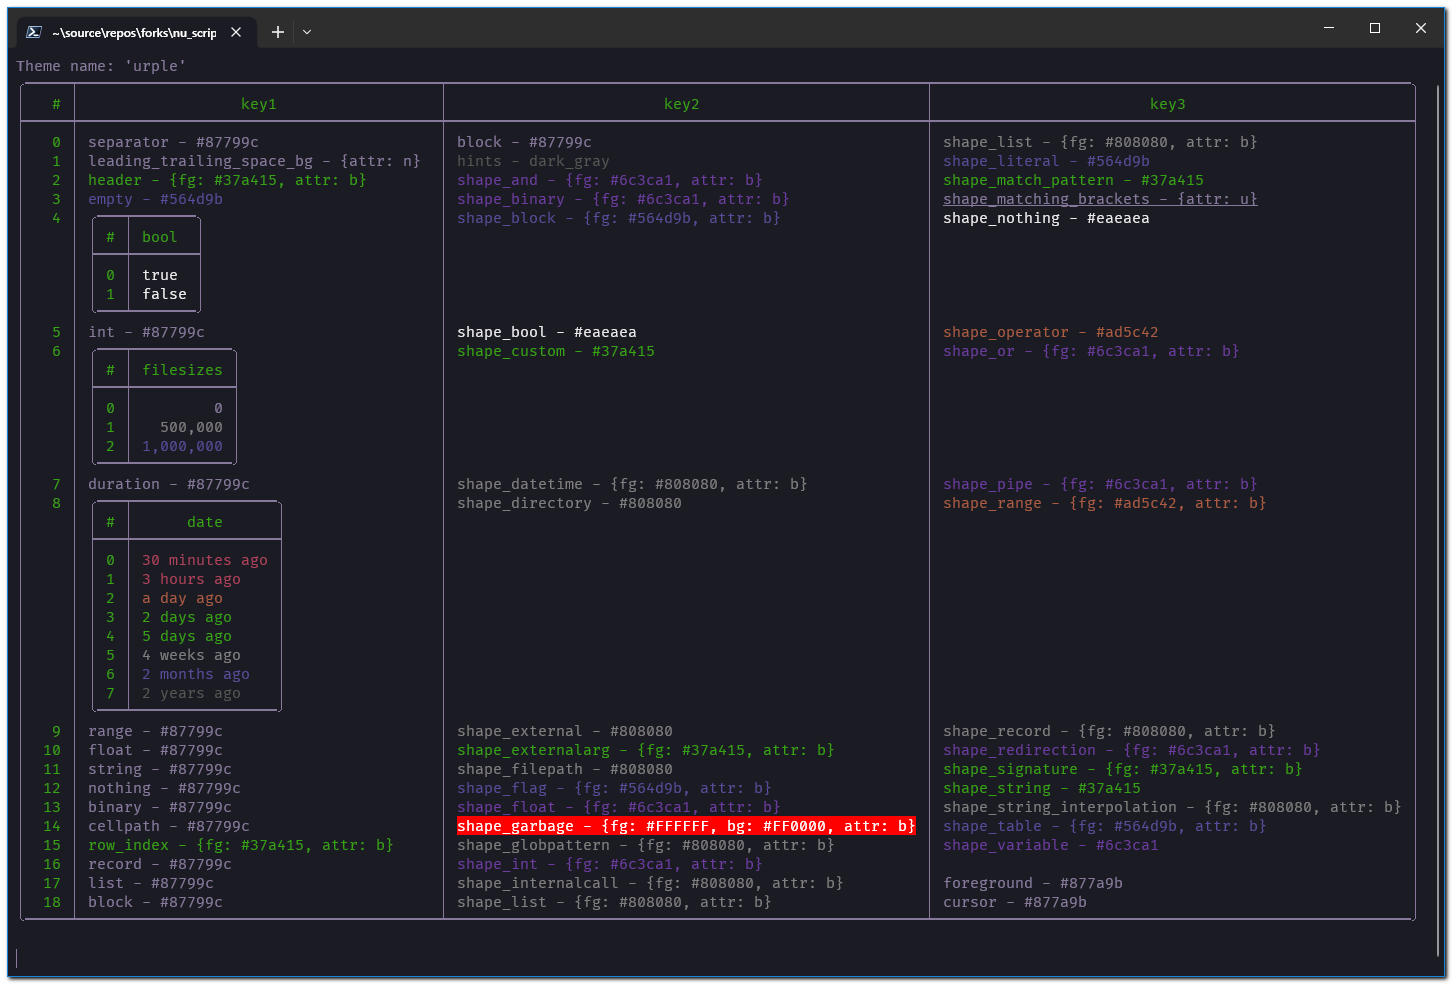 ~\source\repos\forks\nu_scrip
Theme name: 'urple'
# key1 key2 key3
0 separator - #87799c block - #87799c shape_list - {fg: #808080, attr: b}
1 leading_trailing_space_bg - {attr: n} hints - dark_gray shape_literal - #564d9b
2 header - {fg: #37a415, attr: b} shape_and - {fg: #6c3ca1, attr: b} shape_match_pattern - #37a415
3 empty - #564d9b shape_binary - {fg: #6c3ca1, attr: b} shape_matching_brackets - {attr: u}
4 shape_block - {fg: #564d9b, attr: b} shape_nothing - #eaeaea
# bool
0 true
1 false
5 int - #87799c shape_bool - #eaeaea shape_operator - #ad5c42
6 shape_custom - #37a415 shape_or - {fg: #6c3ca1, attr: b}
# filesizes
0 0
1 500,000
2 1,000,000
7 duration - #87799c shape_datetime - {fg: #808080, attr: b} shape_pipe - {fg: #6c3ca1, attr: b}
8 shape_directory - #808080 shape_range - {fg: #ad5c42, attr: b}
# date
0 30 minutes ago
1 3 hours ago
2 a day ago
3 2 days ago
4 5 days ago
5 4 weeks ago
6 2 months ago
7 2 years ago
9 range - #87799c shape_external - #808080 shape_record - {fg: #808080, attr: b}
10 float - #87799c shape_externalarg - {fg: #37a415, attr: b} shape_redirection - {fg: #6c3ca1, attr: b}
11 string - #87799c shape_filepath - #808080 shape_signature - {fg: #37a415, attr: b}
12 nothing - #87799c shape_flag - {fg: #564d9b, attr: b} shape_string - #37a415
13 binary - #87799c shape_float - {fg: #6c3ca1, attr: b} shape_string_interpolation - {fg: #808080, attr: b}
14 cellpath - #87799c shape_garbage - {fg: #FFFFFF, bg: #FF0000, attr: b} shape_table - {fg: #564d9b, attr: b}
15 row_index - {fg: #37a415, attr: b} shape_globpattern - {fg: #808080, attr: b} shape_variable - #6c3ca1
16 record - #87799c shape_int - {fg: #6c3ca1, attr: b}
17 list - #87799c shape_internalcall - {fg: #808080, attr: b} foreground - #877a9b
18 block - #87799c shape_list - {fg: #808080, attr: b} cursor - #877a9b